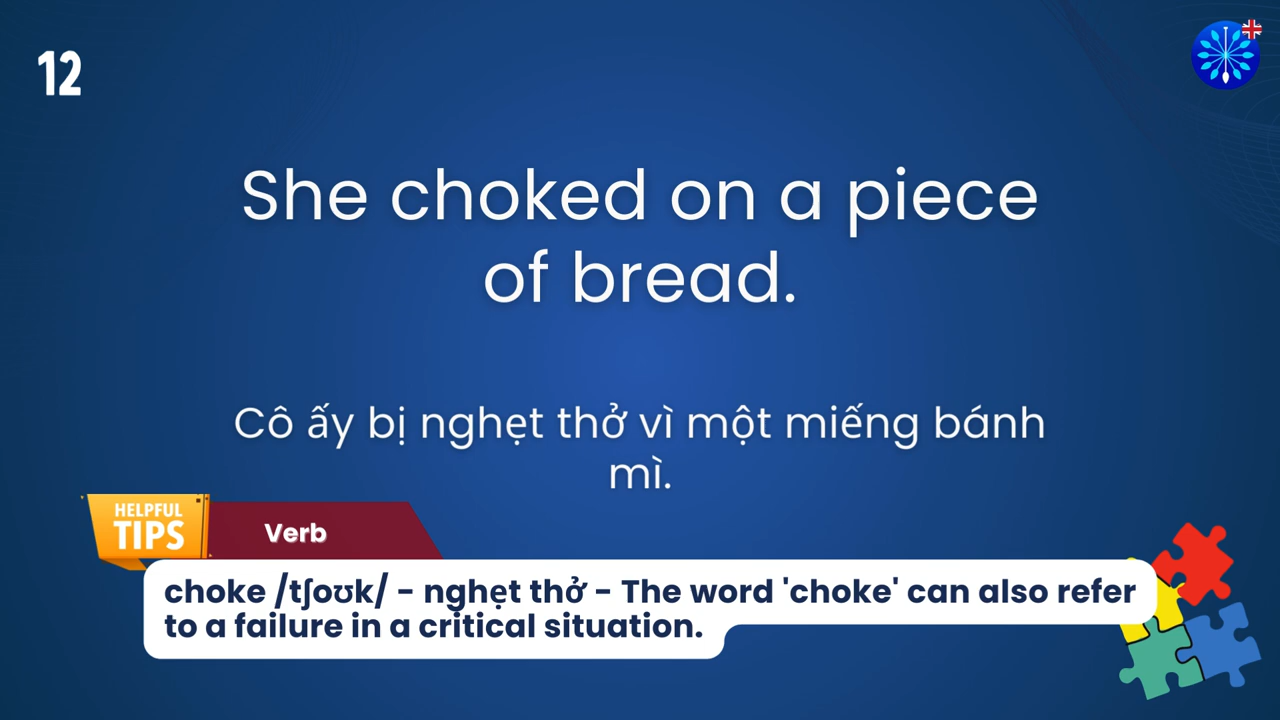 12
She choked on a piece
of bread.
Cô ấy bị nghẹt thở vì một miếng bánh
mì.
HELPFUL
TIPS
Verb
choke /tʃoʊk/ - nghẹt thở - The word 'choke' can also refer
to a failure in a critical situation.